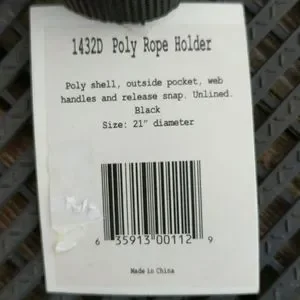 1432D Poly Rope Holder
Poly shell, outside pocket, web
handles and release snap. Unlined.
Black
Size: 21" diameter
6 35913 00112 9
Made in China